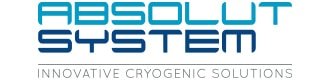 ABSOLUT
SYSTEM
INNOVATIVE CRYOGENIC SOLUTIONS